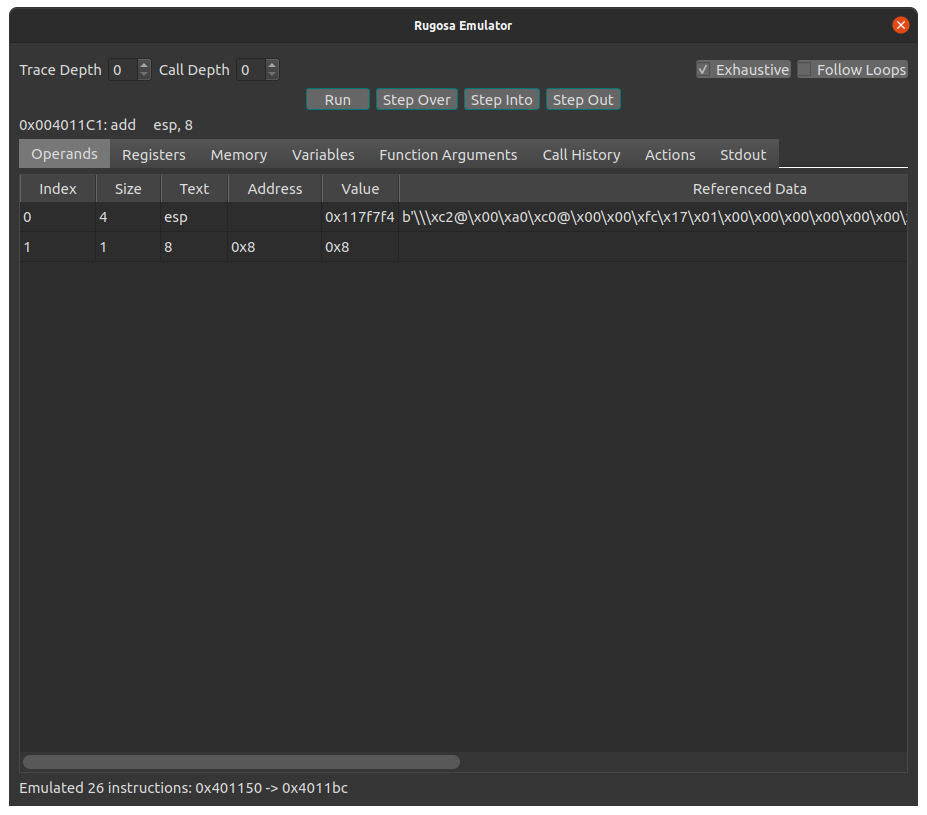 Rugosa Emulator
Trace Depth 0 Call Depth 0 Exhaustive Follow Loops
Run Step Over Step Into Step Out
0x004011C1: add esp, 8
Operands Registers Memory Variables Function Arguments Call History Actions Stdout
Index Size Text Address Value Referenced Data
0 4 esp 0x117f7f4 b'\\\xc2@\x00\xa0\xc0@\x00\x00\xfc\x17\x01\x00\x00\x00\x00\x00\x00\
1 1 8 0x8 0x8
Emulated 26 instructions: 0x401150 -> 0x4011bc